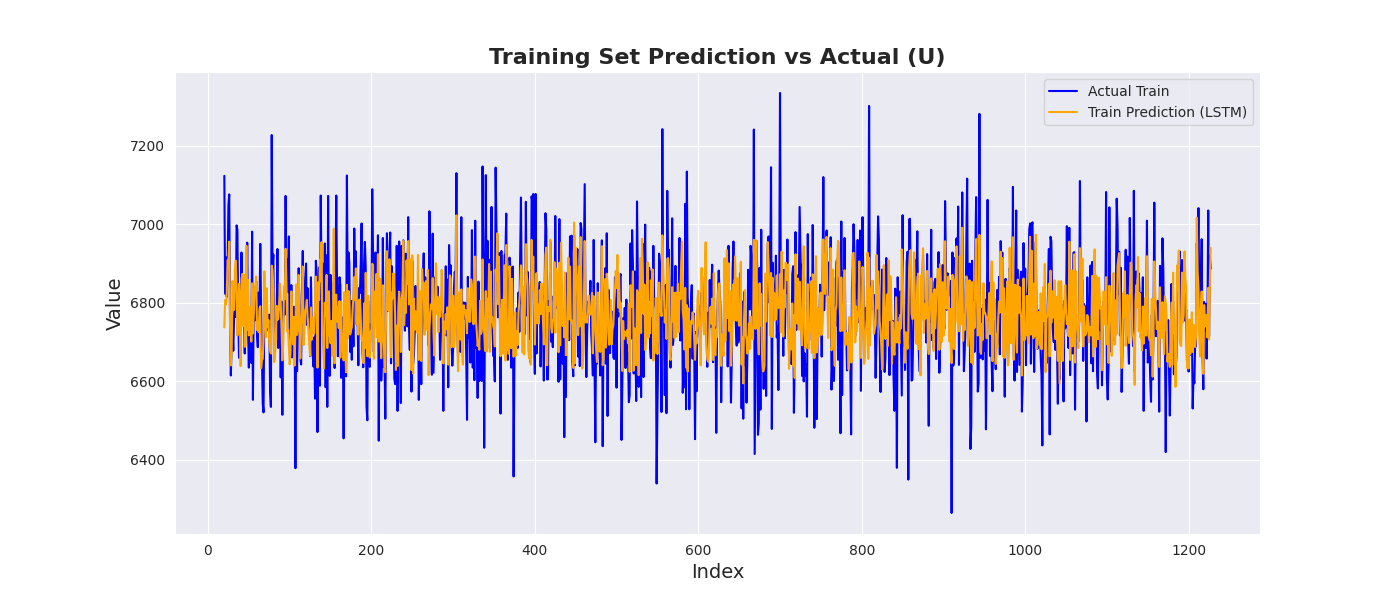 Training Set Prediction vs Actual (U)
Actual Train
Train Prediction (LSTM)
Value
7200
7000
6800
6600
6400
0 200 400 600 800 1000 1200
Index